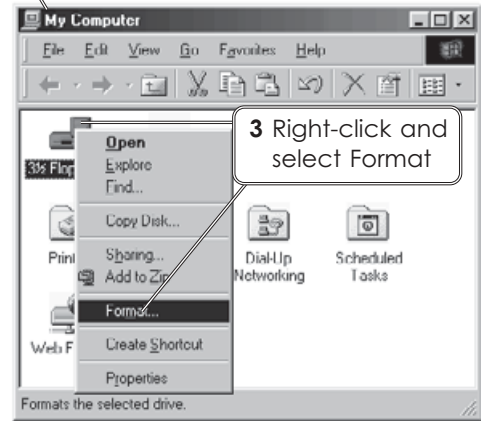 My Computer
File Edit View Go Favorites Help
3 Right-click and
select Format
Open
3½ Flop
Explore
Find...
Copy Disk...
Sharing...
Add to Zip
Format...
Create Shortcut
Properties
Print
Dial-Up
Networking
Scheduled
Tasks
Web F
Formats the selected drive.